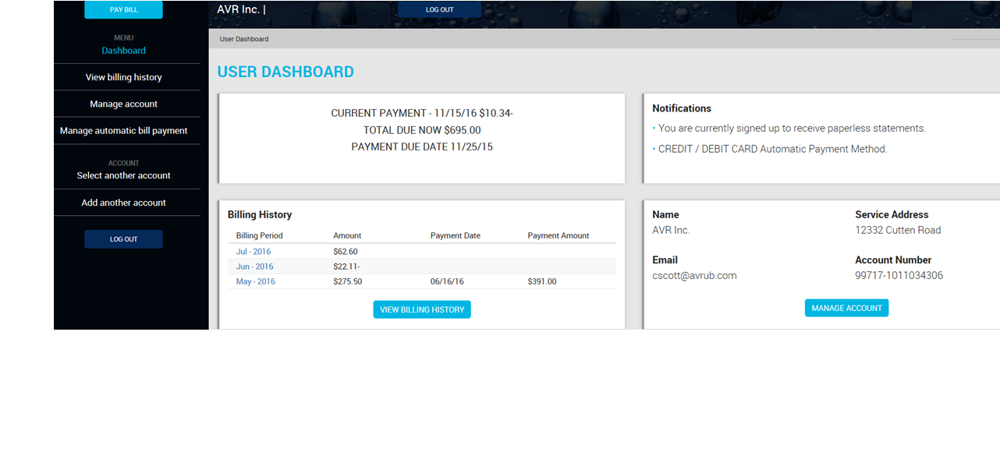 PAY BILL
AVR Inc. |
LOG OUT
MENU
Dashboard
View billing history
Manage account
Manage automatic bill payment
ACCOUNT
Select another account
Add another account
LOG OUT
User Dashboard
USER DASHBOARD
CURRENT PAYMENT - 11/15/16 $10.34-
TOTAL DUE NOW $695.00
PAYMENT DUE DATE 11/25/15
Notifications
• You are currently signed up to receive paperless statements.
• CREDIT / DEBIT CARD Automatic Payment Method.
Billing History
Billing Period Amount Payment Date Payment Amount
Jul - 2016 $62.60
Jun - 2016 $22.11-
May - 2016 $275.50 06/16/16 $391.00
VIEW BILLING HISTORY
Name Service Address
AVR Inc. 12332 Cutten Road
Email Account Number
cscott@avrub.com 99717-1011034306
MANAGE ACCOUNT